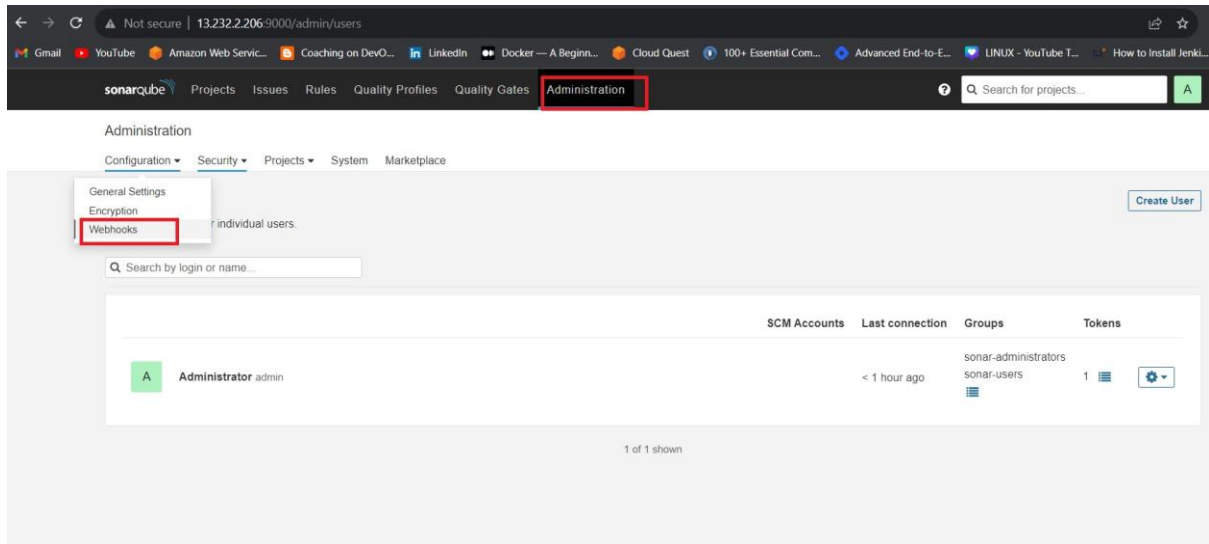 Not secure | 13.232.2.206:9000/admin/users
Gmail YouTube Amazon Web Servic... Coaching on DevO... LinkedIn Docker — A Beginn... Cloud Quest 100+ Essential Com... Advanced End-to-E... LINUX - YouTube T... How to Install Jenki...
sonarqube Projects Issues Rules Quality Profiles Quality Gates Administration ? Search for projects... A
Administration
Configuration Security Projects System Marketplace
General Settings
Create User
Encryption
r individual users.
Webhooks
Search by login or name...
SCM Accounts Last connection Groups Tokens
sonar-administrators
A Administrator admin < 1 hour ago sonar-users 1
1 of 1 shown